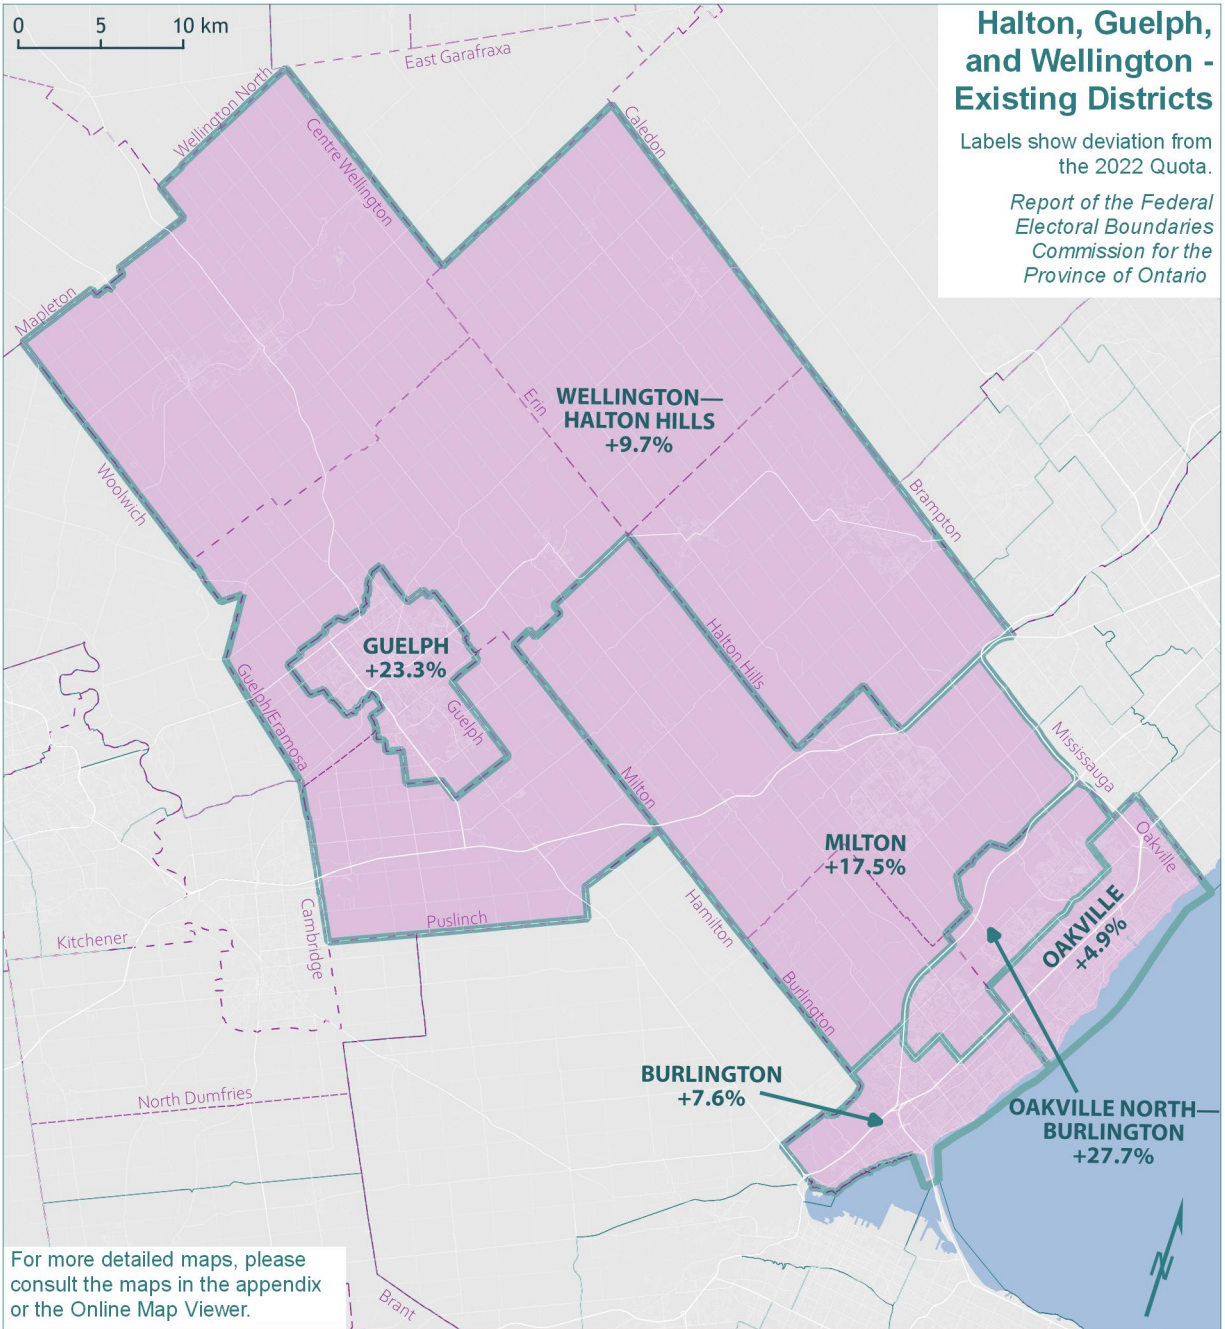 0 5 10 km
Halton, Guelph,
and Wellington -
Existing Districts
Labels show deviation from
the 2022 Quota.
Report of the Federal
Electoral Boundaries
Commission for the
Province of Ontario
East Garafraxa
Wellington North
Centre Wellington
Caledon
Mapleton
Erin
WELLINGTON—
HALTON HILLS
+9.7%
Woolwich
Brampton
GUELPH
+23.3%
Halton Hills
Guelph/Eramosa
Guelph
Mississauga
Milton
MILTON
+17.5%
Oakville
OAKVILLE
+4.9%
Puslinch
Hamilton
Cambridge
Kitchener
Burlington
BURLINGTON
+7.6%
North Dumfries
OAKVILLE NORTH—
BURLINGTON
+27.7%
N
For more detailed maps, please
consult the maps in the appendix
or the Online Map Viewer.
Brant